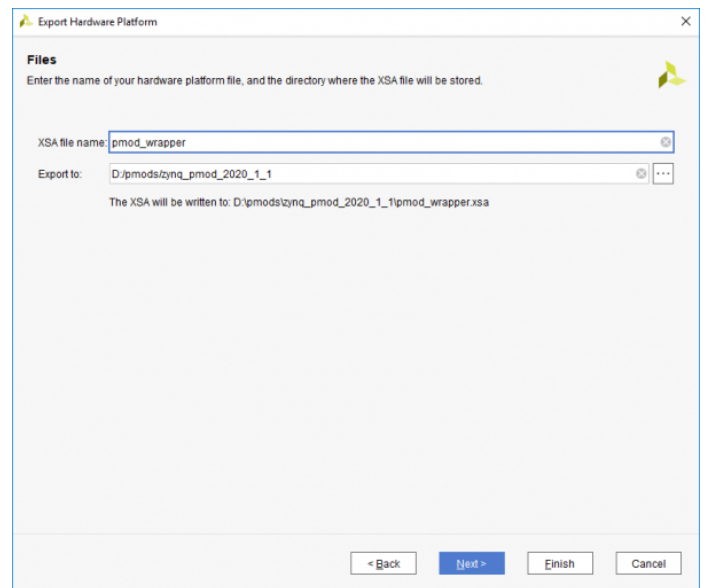 Export Hardware Platform
Files
Enter the name of your hardware platform file, and the directory where the XSA file will be stored.
XSA file name: pmod_wrapper
Export to: D:/pmods/zynq_pmod_2020_1_1
The XSA will be written to: D:\pmods\zynq_pmod_2020_1_1\pmod_wrapper.xsa
< Back Next > Finish Cancel